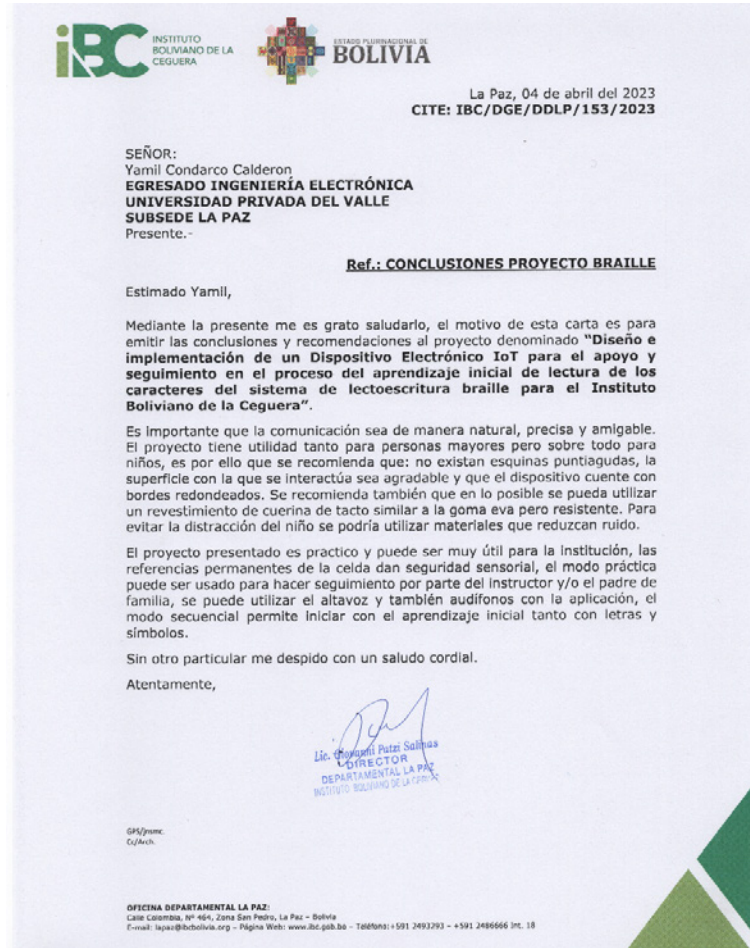 iBC
INSTITUTO
BOLIVIANO DE LA
CEGUERA
ESTADO PLURINACIONAL DE
BOLIVIA
La Paz, 04 de abril del 2023
CITE: IBC/DGE/DDLP/153/2023
SEÑOR:
Yamil Condarco Calderon
EGRESADO INGENIERÍA ELECTRÓNICA
UNIVERSIDAD PRIVADA DEL VALLE
SUBSEDE LA PAZ
Presente.-
Ref.: CONCLUSIONES PROYECTO BRAILLE
Estimado Yamil,
Mediante la presente me es grato saludarlo, el motivo de esta carta es para
emitir las conclusiones y recomendaciones al proyecto denominado "Diseño e
implementación de un Dispositivo Electrónico IoT para el apoyo y
seguimiento en el proceso del aprendizaje inicial de lectura de los
caracteres del sistema de lectoescritura braille para el Instituto
Boliviano de la Ceguera".
Es importante que la comunicación sea de manera natural, precisa y amigable.
El proyecto tiene utilidad tanto para personas mayores pero sobre todo para
niños, es por ello que se recomienda que: no existan esquinas puntiagudas, la
superficie con la que se interactúa sea agradable y que el dispositivo cuente con
bordes redondeados. Se recomienda también que en lo posible se pueda utilizar
un revestimiento de cuerina de tacto similar a la goma eva pero resistente. Para
evitar la distracción del niño se podría utilizar materiales que reduzcan ruido.
El proyecto presentado es practico y puede ser muy útil para la institución, las
referencias permanentes de la celda dan seguridad sensorial, el modo práctica
puede ser usado para hacer seguimiento por parte del instructor y/o el padre de
familia, se puede utilizar el altavoz y también audífonos con la aplicación, el
modo secuencial permite iniciar con el aprendizaje inicial tanto con letras y
símbolos.
Sin otro particular me despido con un saludo cordial.
Atentamente,
Lic. Giovanni Patzi Salinas
DIRECTOR
DEPARTAMENTAL LA PAZ
INSTITUTO BOLIVIANO DE LA CEGUERA
GPS/jnsmc.
Cc/Arch.
OFICINA DEPARTAMENTAL LA PAZ:
Calle Colombia, Nº 464, Zona San Pedro, La Paz – Bolivia
E-mail: lapaz@ibcbolivia.org – Página Web: www.ibc.gob.bo – Teléfono:+591 2493293 – +591 2486666 Int. 18